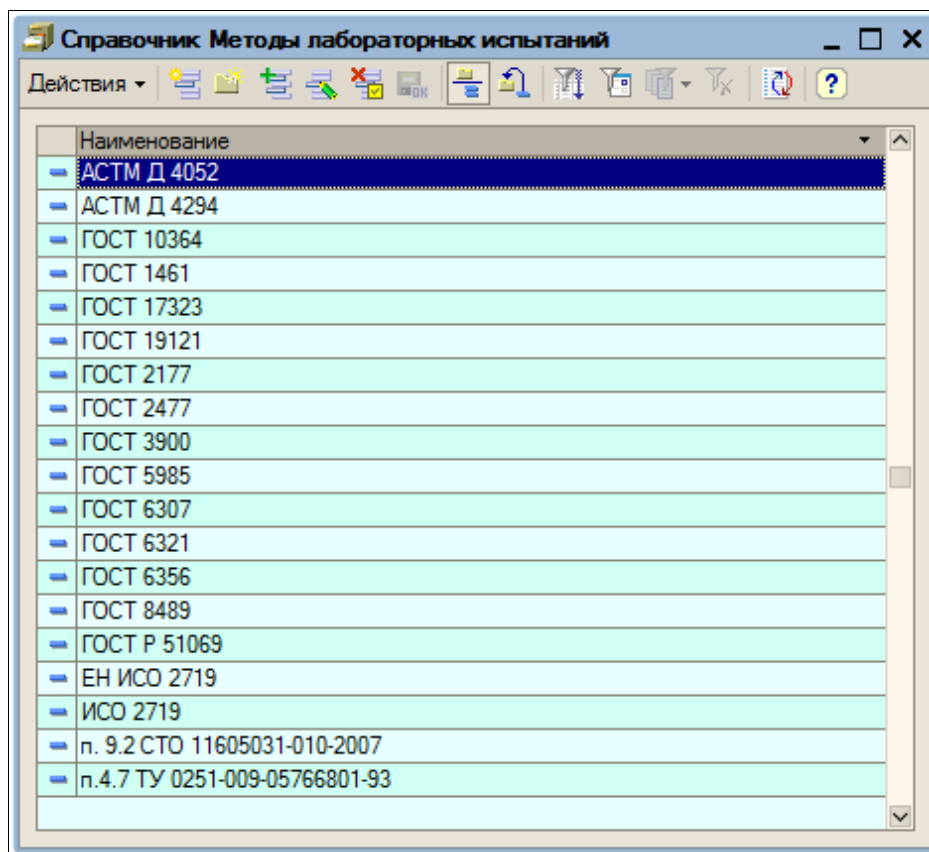 Справочник: Методы лабораторных испытаний
Действия
?
Наименование
АСТМ Д 4052
АСТМ Д 4294
ГОСТ 10364
ГОСТ 1461
ГОСТ 17323
ГОСТ 19121
ГОСТ 2177
ГОСТ 2477
ГОСТ 3900
ГОСТ 5985
ГОСТ 6307
ГОСТ 6321
ГОСТ 6356
ГОСТ 8489
ГОСТ Р 51069
ЕН ИСО 2719
ИСО 2719
п. 9.2 СТО 11605031-010-2007
п.4.7 ТУ 0251-009-05766801-93